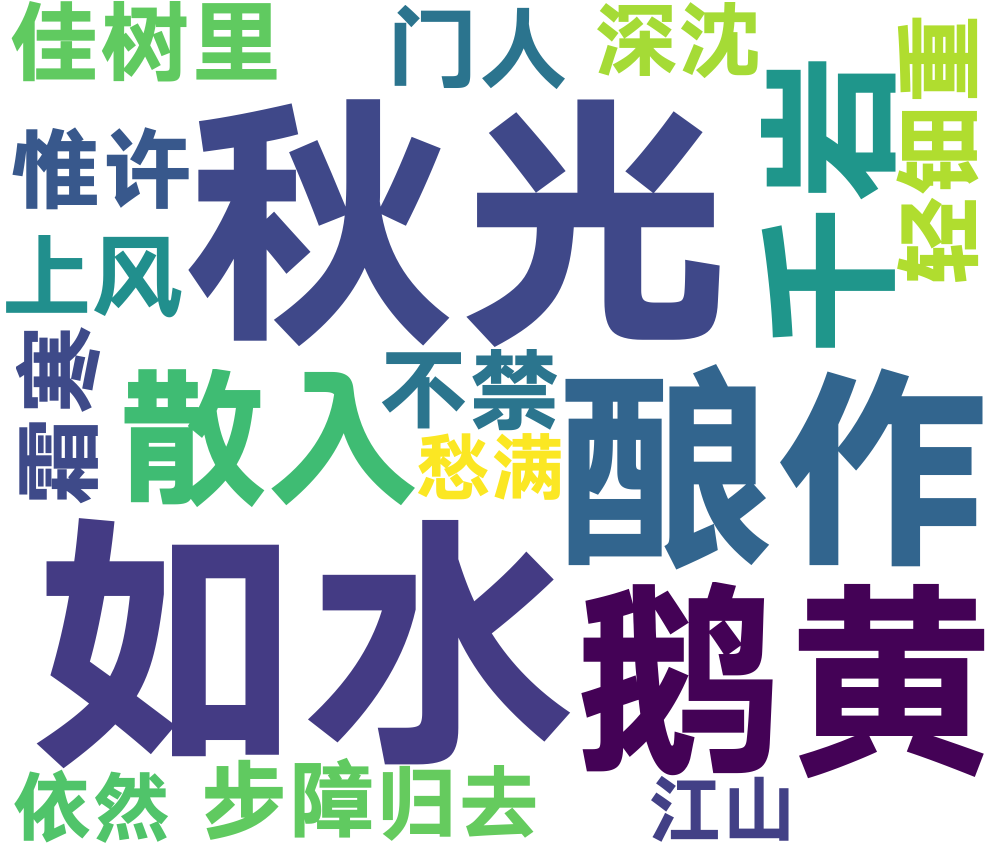 佳树里
门人
深沈
轻钿重
千岩
惟许
秋光
上风
霜寒
不禁
散入
愁满
酿作
如水
鹅黄
依然
步障
归去
江山